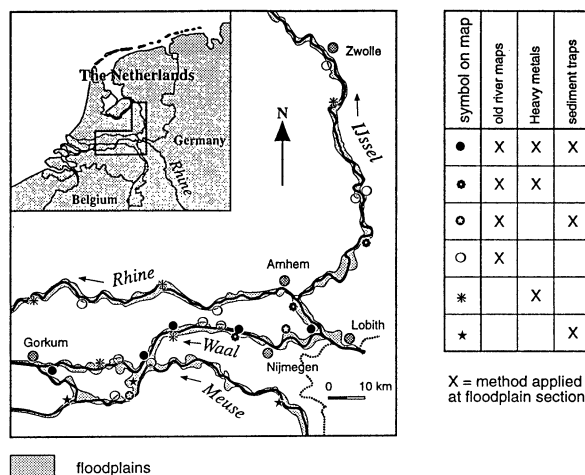 The Netherlands
Germany
Rhine
Belgium
N
Zwolle
IJssel
Arnhem
Rhine
Lobith
Gorkum
Waal
Nijmegen
Meuse
0 10 km
floodplains
symbol on map
old river maps
Heavy metals
sediment traps
X X X
X X
X X
X
X
X
X = method applied
at floodplain section